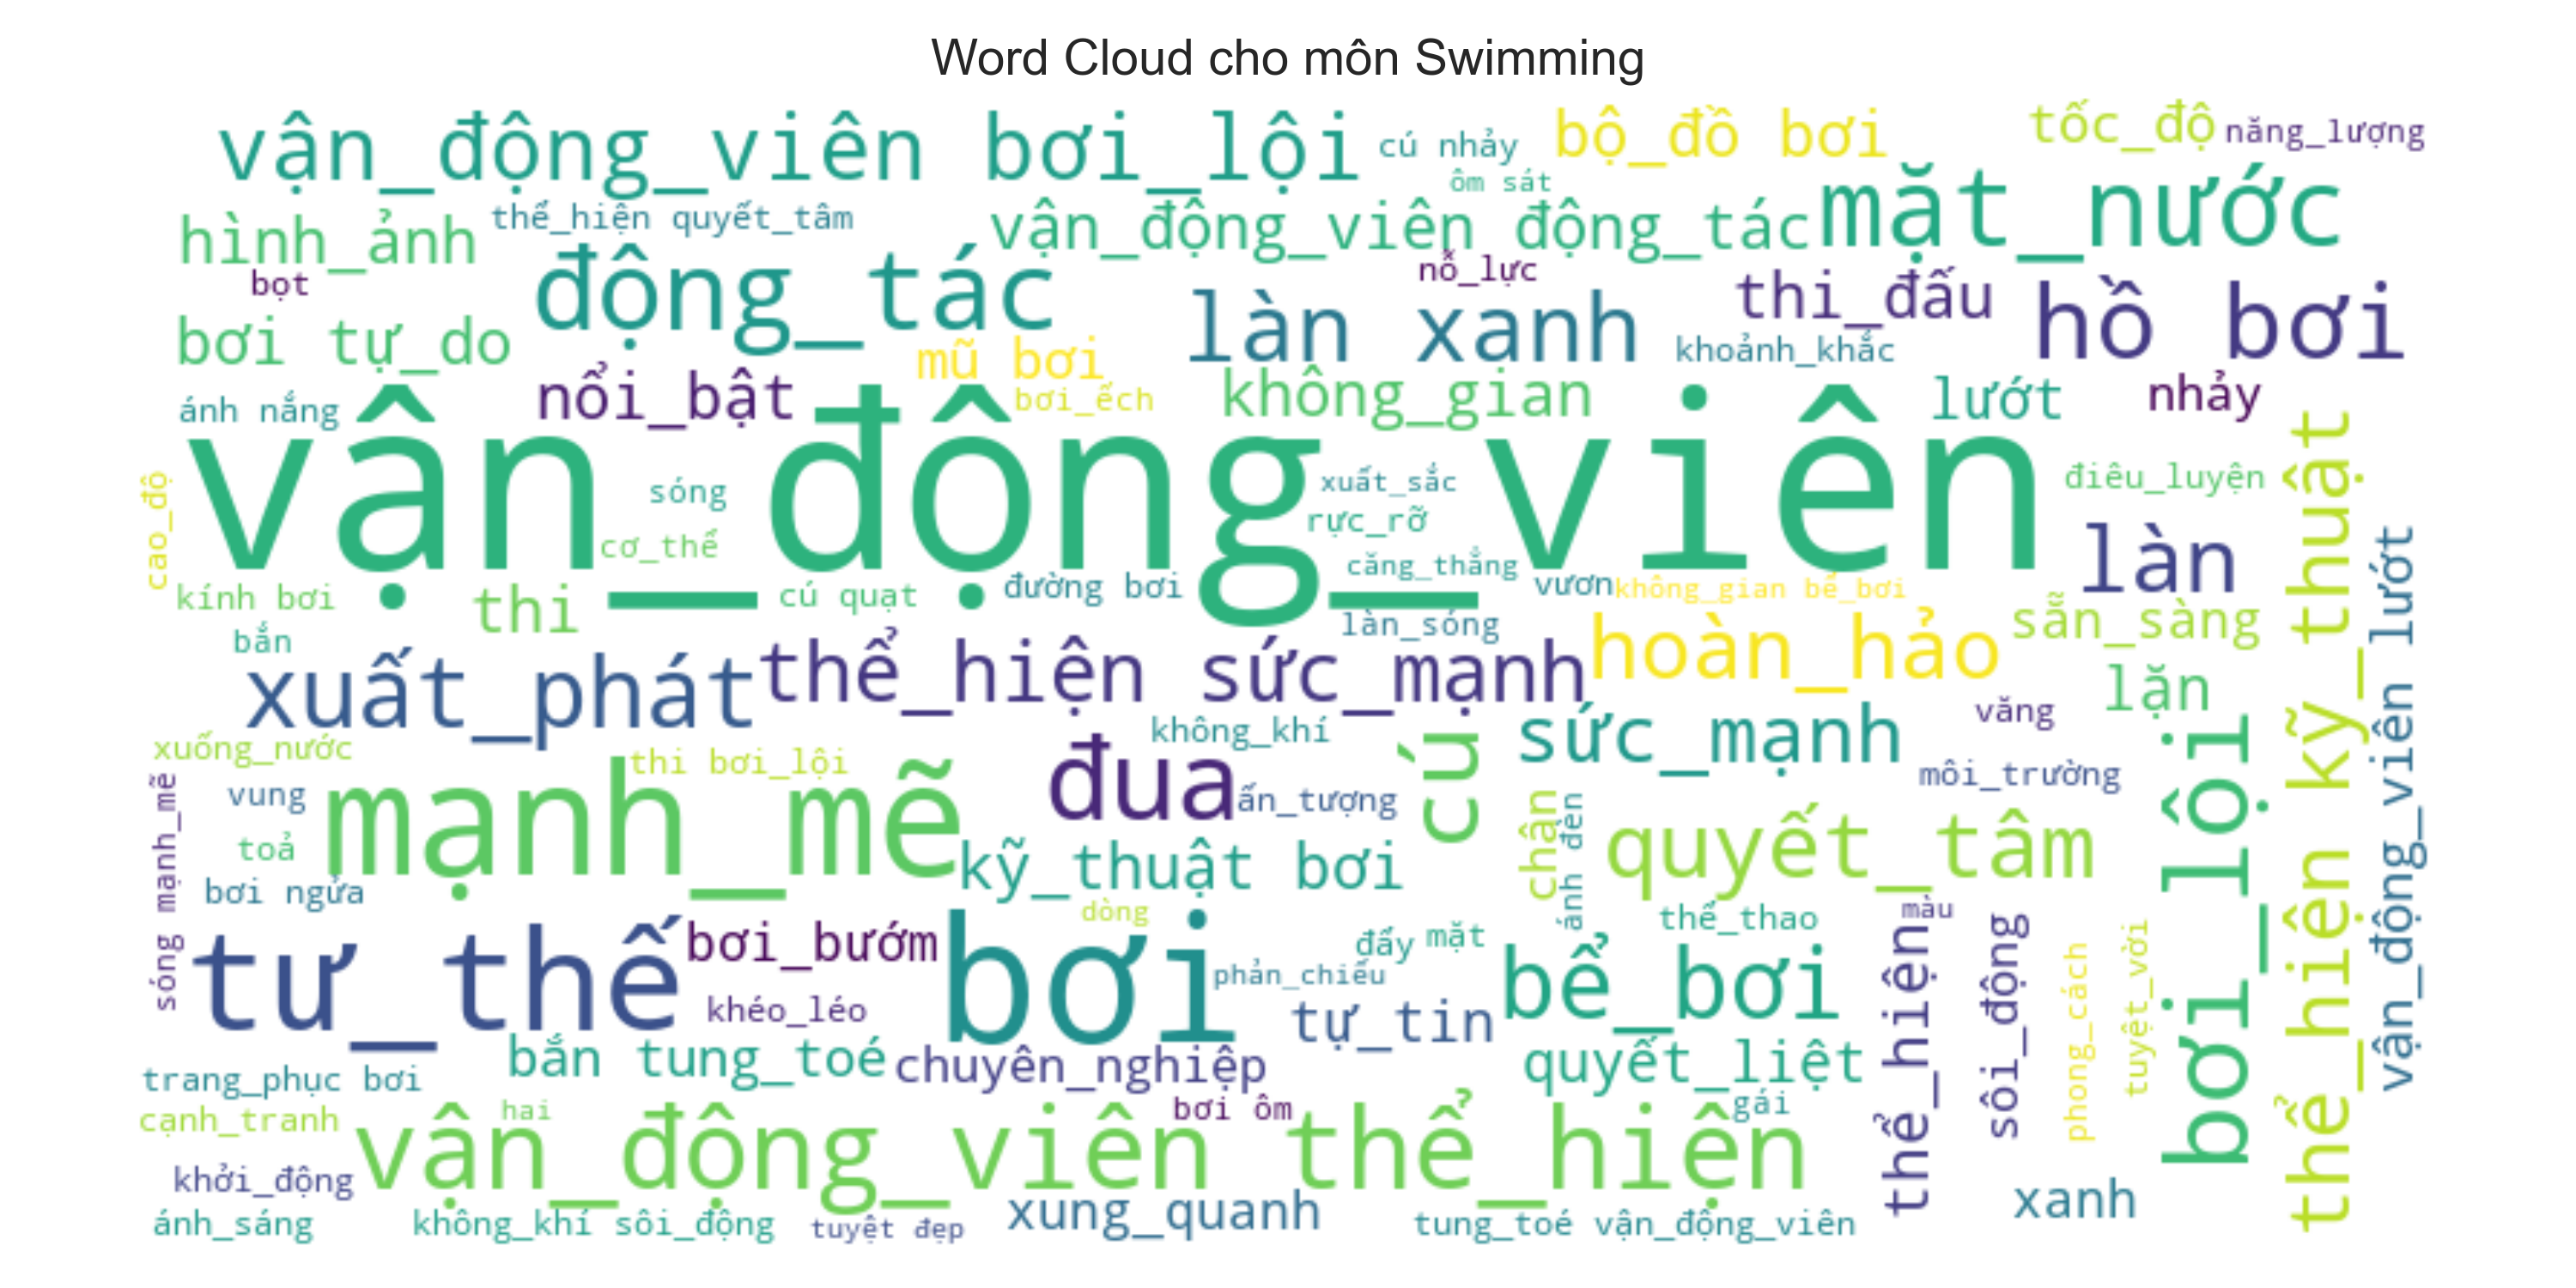 Word Cloud cho môn Swimming
vận_động_viên bơi_lội
cú nhảy
bộ_đồ bơi
tốc_độ
năng_lượng
ôm sát
mặt_nước
hình_ảnh
thể_hiện quyết_tâm
vận_động_viên động_tác
bọt
động_tác
nỗ_lực
thi_đấu
hồ bơi
làn xanh
bơi tự_do
mũ bơi
khoảnh_khắc
ánh nắng
nổi_bật
bơi_ếch
không_gian
lướt
nhảy
vận_động_viên
cao_độ
sóng
xuất_sắc
điêu_luyện
rực_rỡ
cơ_thể
căng_thẳng
làn
kính bơi
thi
cú quạt
đường bơi
vươn
không_gian bể_bơi
bắn
làn_sóng
hoàn_hảo
sẵn_sàng
xuất_phát
thể_hiện sức_mạnh
lặn
xuống_nước
không_khí
cú
sức_mạnh
văng
thi bơi_lội
đua
môi_trường
sóng mạnh_mẽ
vung
mạnh_mẽ
ấn_tượng
chân
ánh đèn
quyết_tâm
toả
kỹ_thuật bơi
bơi ngửa
dòng
thể_thao
màu
tư_thế
bơi_bướm
bơi
đẩy
mặt
bể_bơi
phản_chiếu
khéo_léo
tự_tin
thể_hiện
sôi_động
phong_cách
tuyệt_vời
bơi_lội
thể_hiện kỹ_thuật
vận_động_viên lướt
bắn tung_toé
chuyên_nghiệp
quyết_liệt
trang_phục bơi
cạnh_tranh
hai
bơi ôm
gái
vận_động_viên thể_hiện
khởi_động
xung_quanh
xanh
ánh_sáng
không_khí sôi_động
tuyệt đẹp
tung_toé vận_động_viên